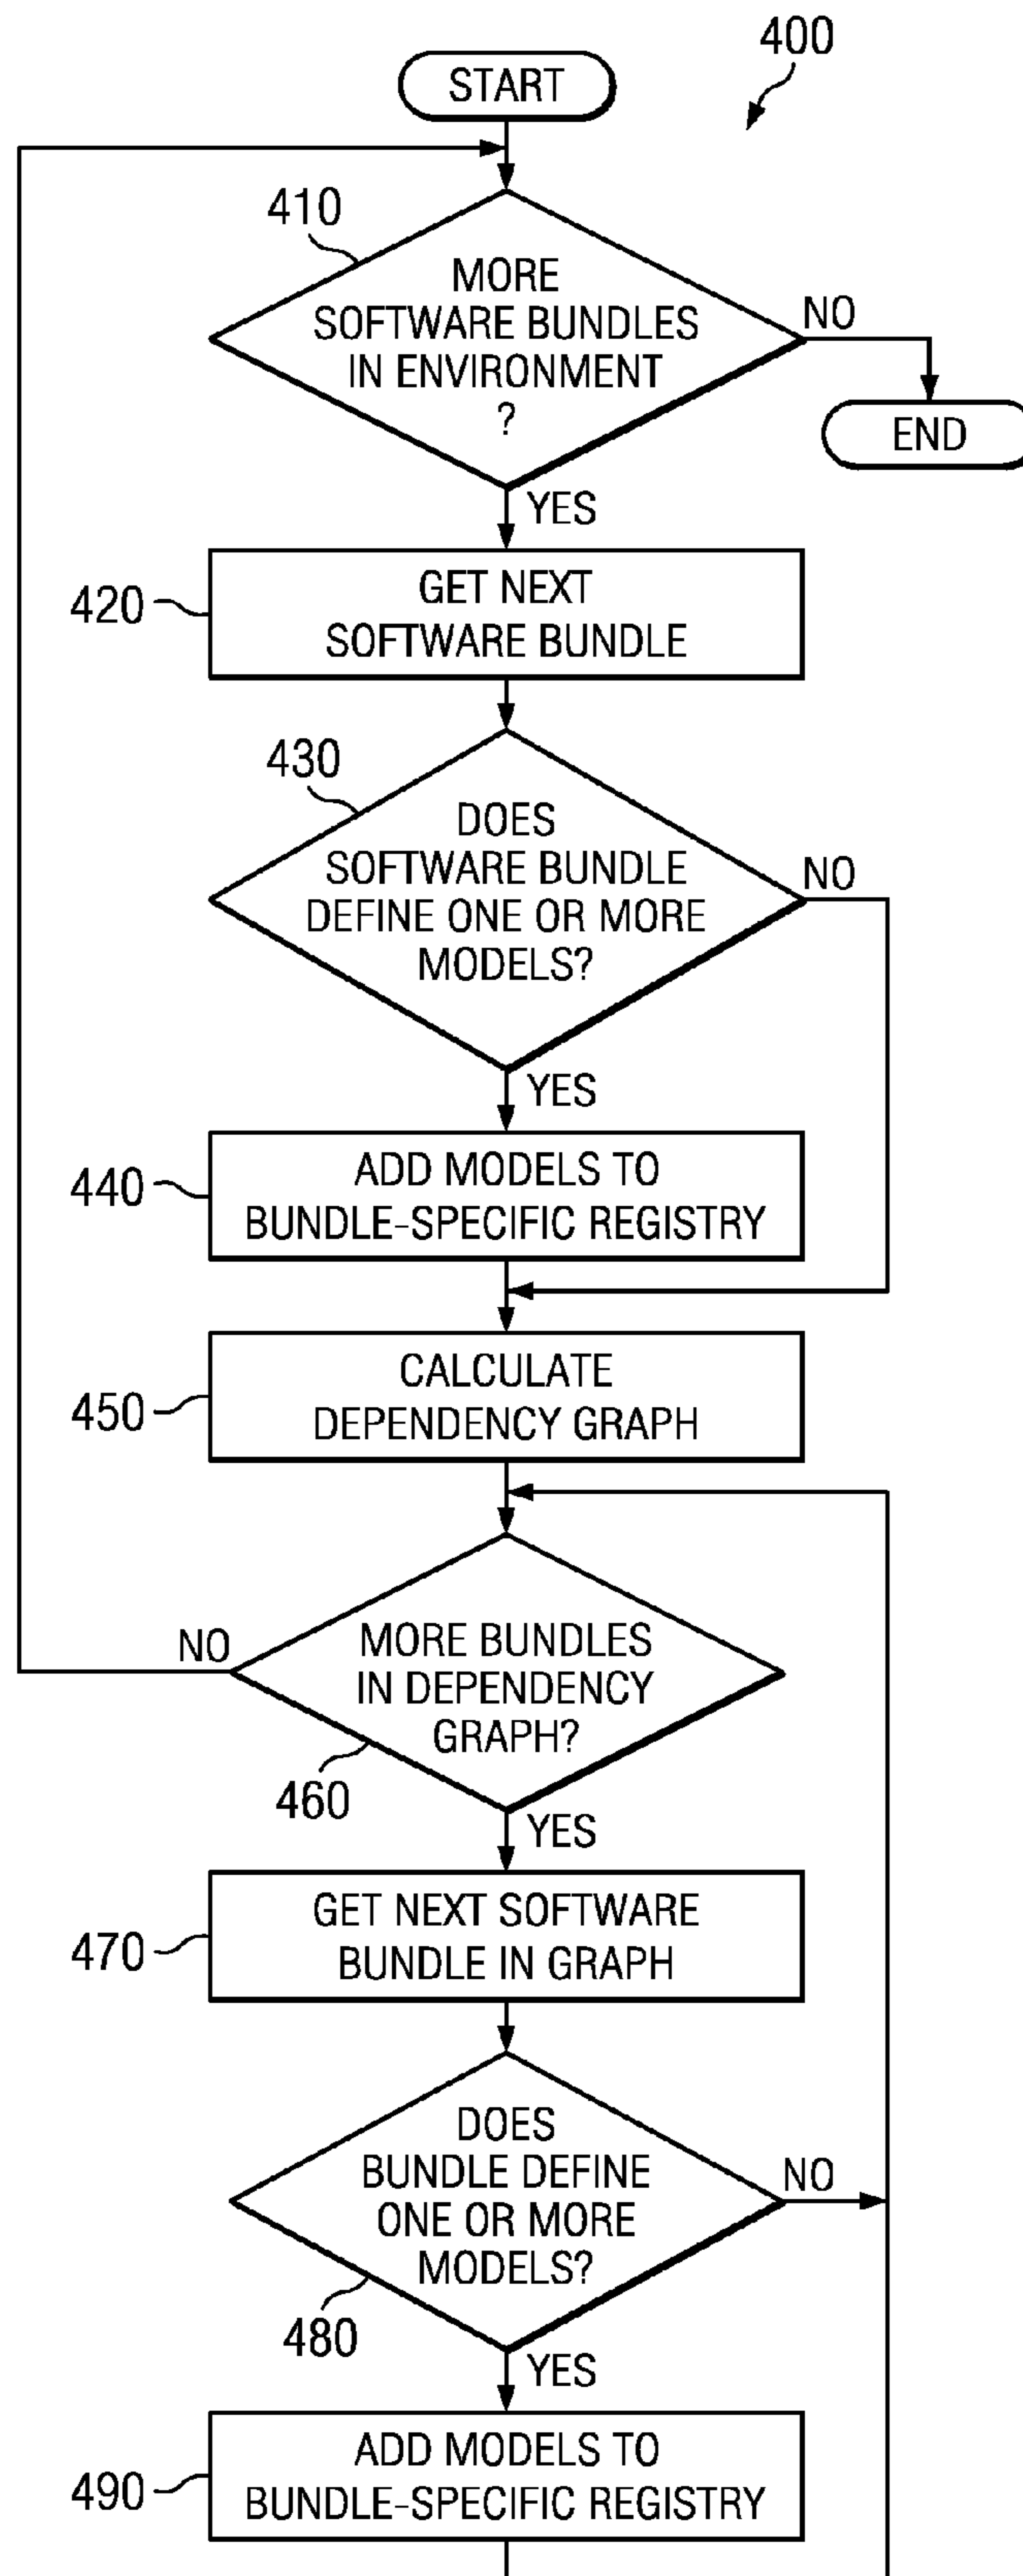 400
START
410
MORE
SOFTWARE BUNDLES
IN ENVIRONMENT
?
NO
END
YES
420
GET NEXT
SOFTWARE BUNDLE
430
DOES
SOFTWARE BUNDLE
DEFINE ONE OR MORE
MODELS?
NO
YES
440
ADD MODELS TO
BUNDLE-SPECIFIC REGISTRY
450
CALCULATE
DEPENDENCY GRAPH
NO
MORE BUNDLES
IN DEPENDENCY
GRAPH?
460
YES
470
GET NEXT SOFTWARE
BUNDLE IN GRAPH
DOES
BUNDLE DEFINE
ONE OR MORE
MODELS?
NO
480
YES
490
ADD MODELS TO
BUNDLE-SPECIFIC REGISTRY